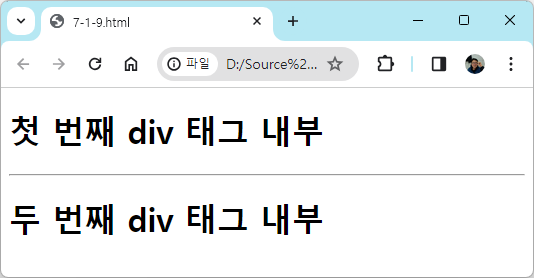 7-1-9.html
파일
D:/Source%2...
첫 번째 div 태그 내부
두 번째 div 태그 내부